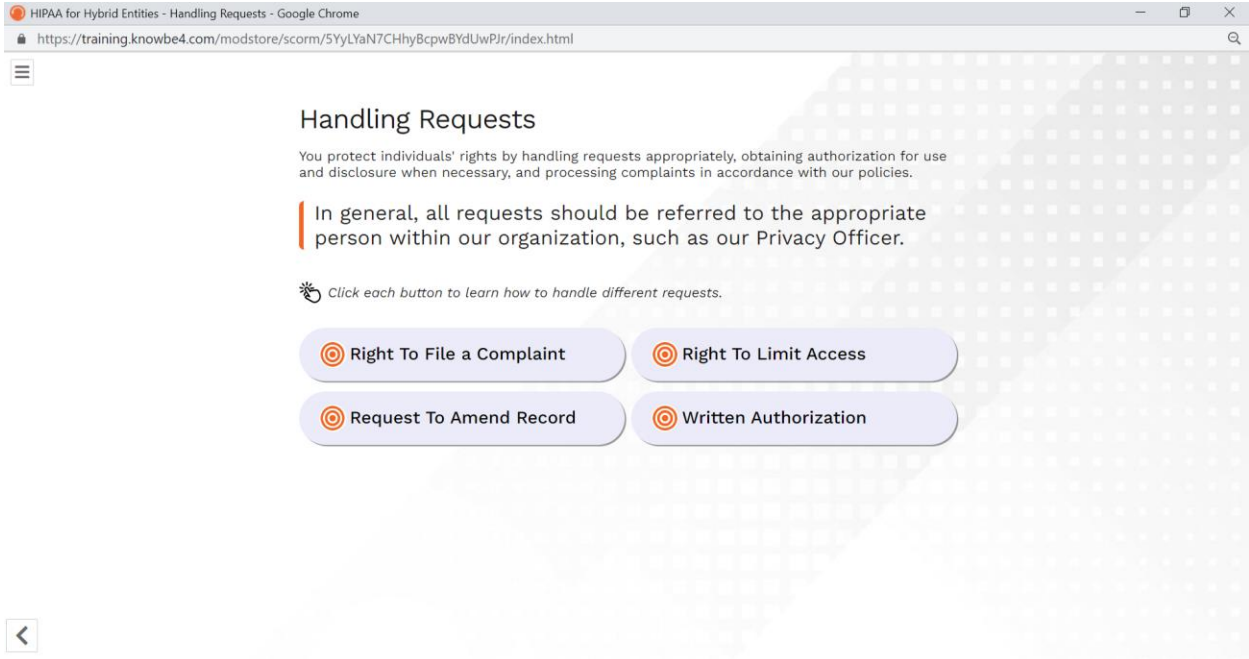 HIPAA for Hybrid Entities - Handling Requests - Google Chrome
https://training.knowbe4.com/modstore/scorm/5YyLYaN7CHhyBcpwBYdUwPJr/index.html
Handling Requests
You protect individuals' rights by handling requests appropriately, obtaining authorization for use
and disclosure when necessary, and processing complaints in accordance with our policies.
In general, all requests should be referred to the appropriate
person within our organization, such as our Privacy Officer.
Click each button to learn how to handle different requests.
Right To File a Complaint
Right To Limit Access
Request To Amend Record
Written Authorization